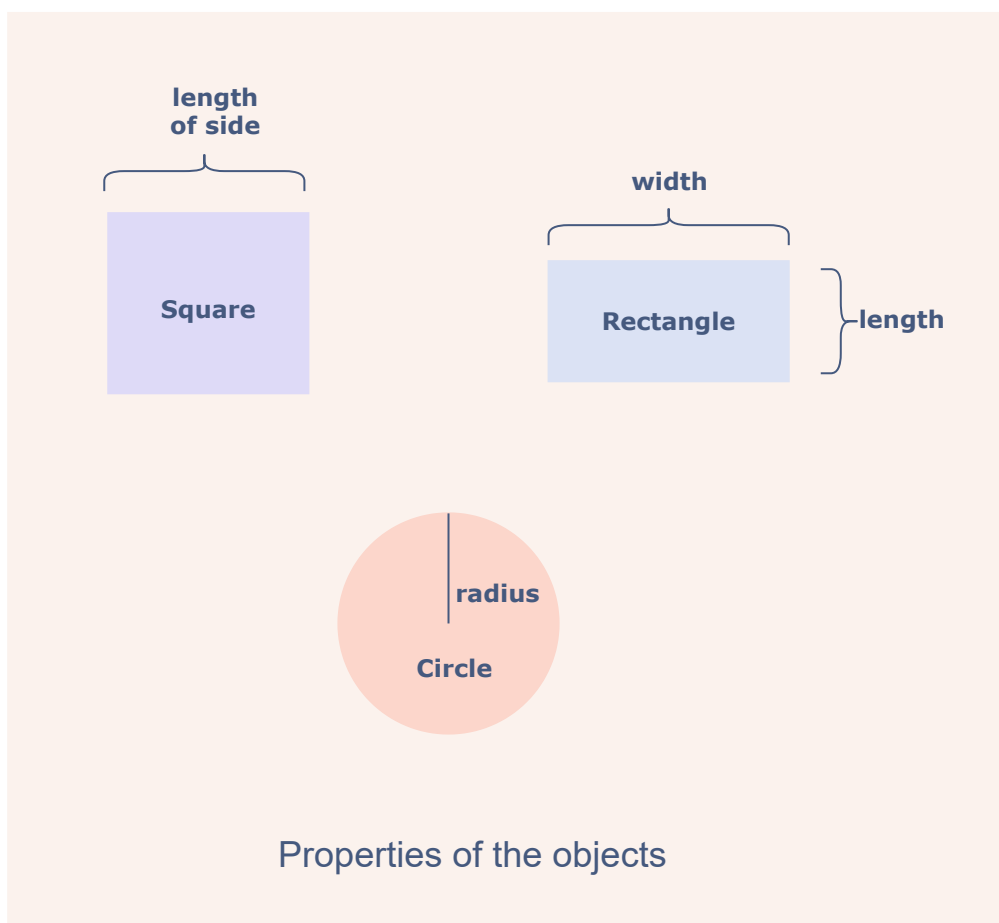 length
of side
width
Square
Rectangle
length
radius
Circle
Properties of the objects